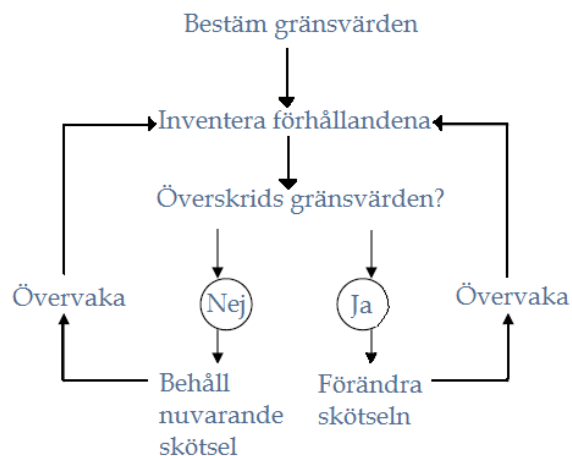 Bestäm gränsvärden
Inventera förhållandena
Överskrids gränsvärden?
Övervaka
Nej
Ja
Övervaka
Behåll
nuvarande
skötsel
Förändra
skötseln